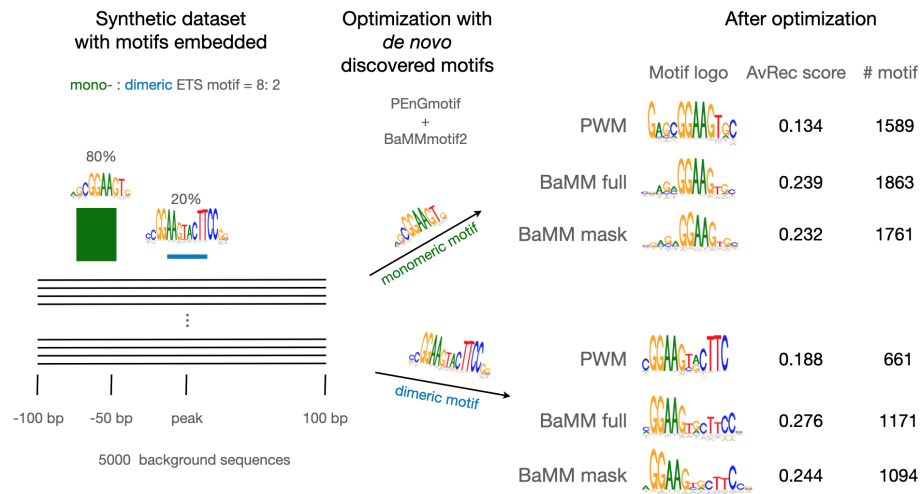 Synthetic dataset
with motifs embedded
mono- : dimeric ETS motif = 8: 2
80%
20%
-100 bp
-50 bp
peak
100 bp
5000 background sequences
Optimization with
de novo
discovered motifs
PEnGmotif
+
BaMMmotif2
monomeric motif
dimeric motif
After optimization
Motif logo AvRec score # motif
PWM GAGCGGAAGTGC 0.134 1589
BaMM full 0.239 1863
BaMM mask 0.232 1761
PWM 0.188 661
BaMM full 0.276 1171
BaMM mask 0.244 1094